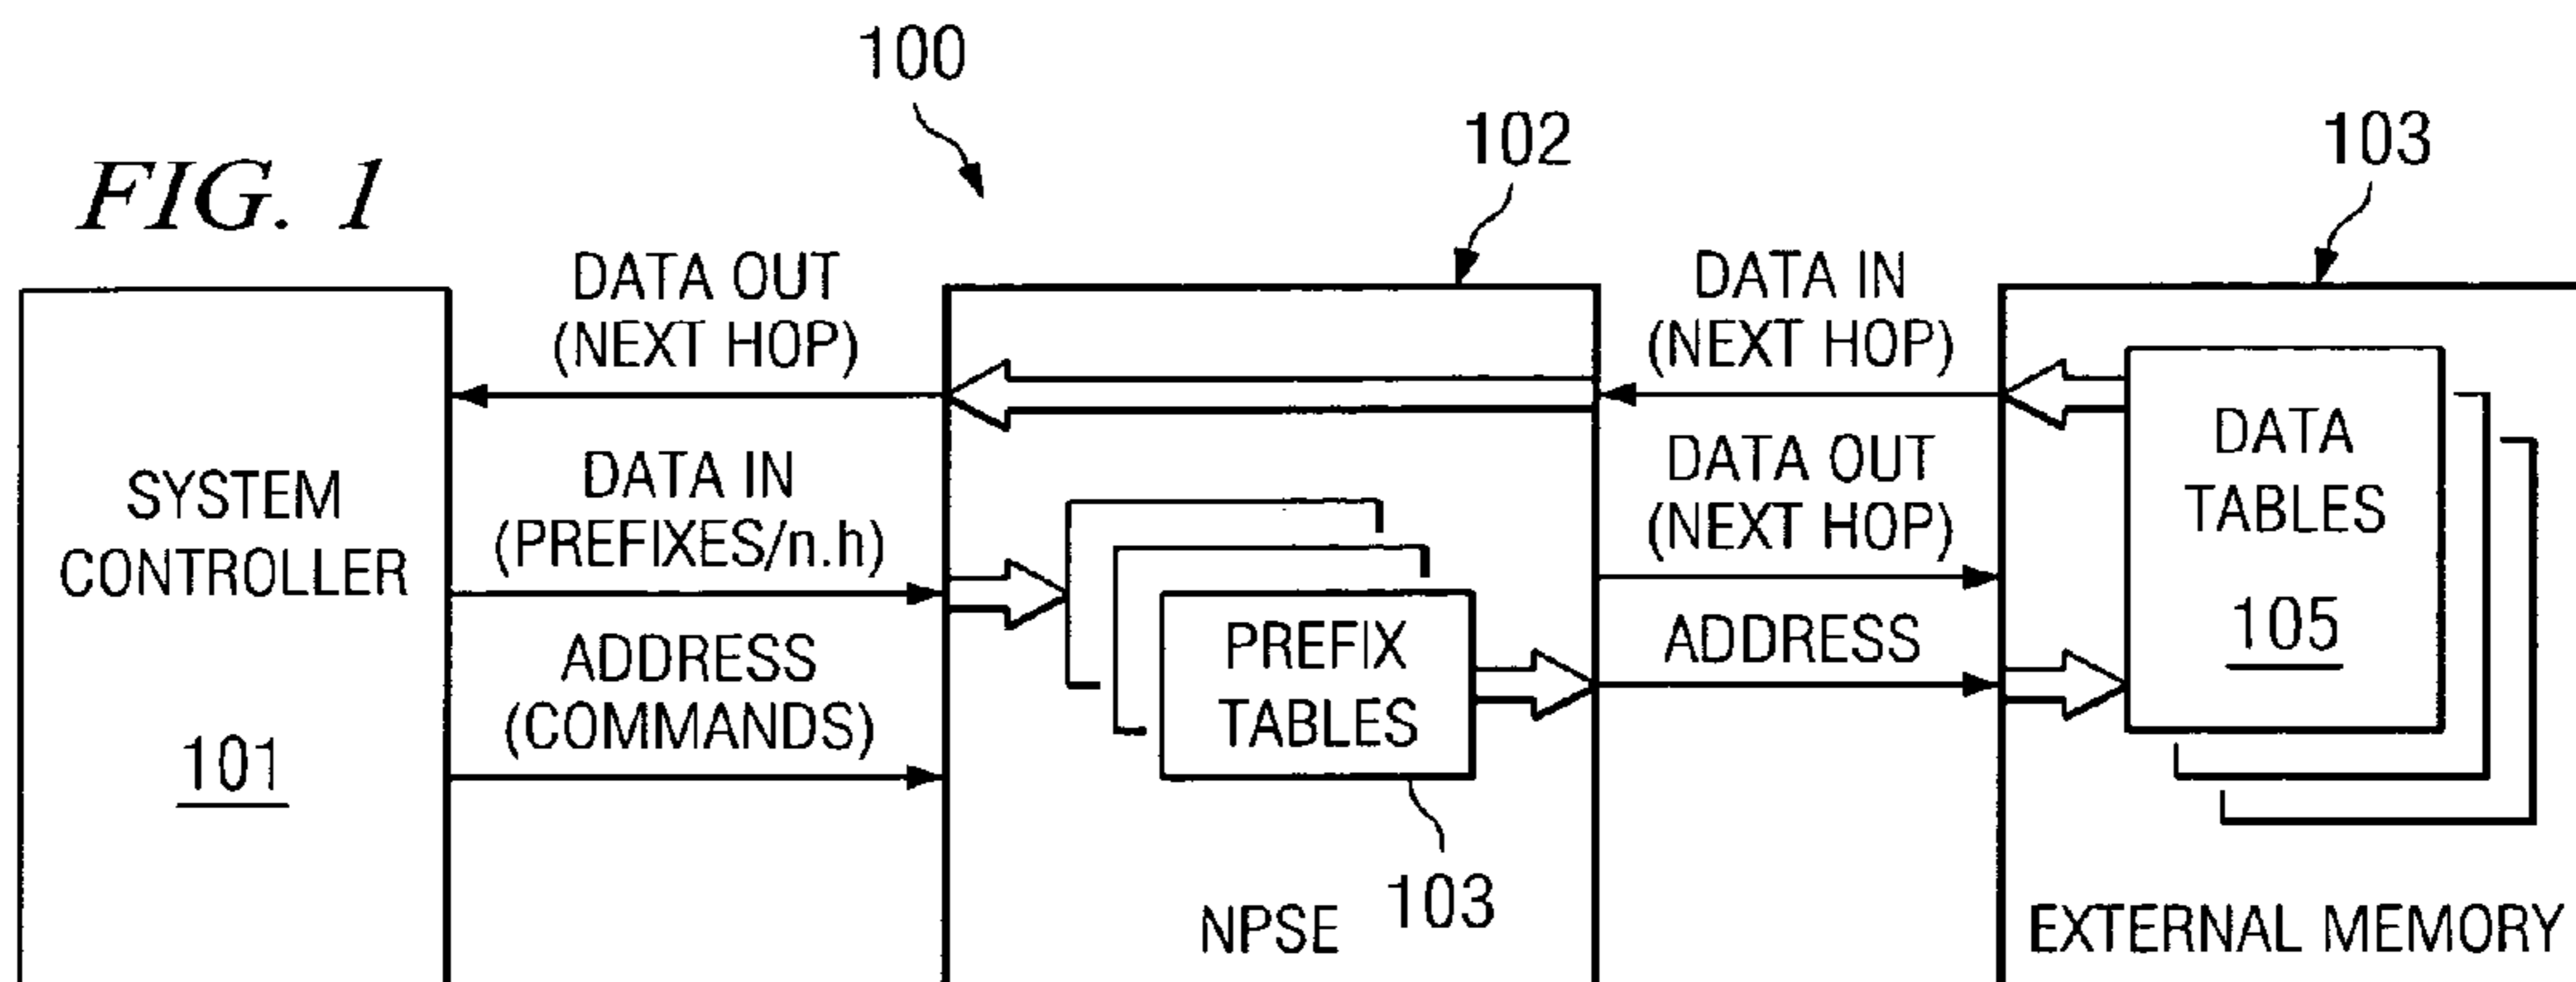 FIG. 1
100
102
103
DATA OUT
(NEXT HOP)
DATA IN
(NEXT HOP)
SYSTEM
CONTROLLER
101
DATA IN
(PREFIXES/n.h)
ADDRESS
(COMMANDS)
PREFIX
TABLES
103
NPSE
DATA OUT
(NEXT HOP)
ADDRESS
DATA
TABLES
105
EXTERNAL MEMORY